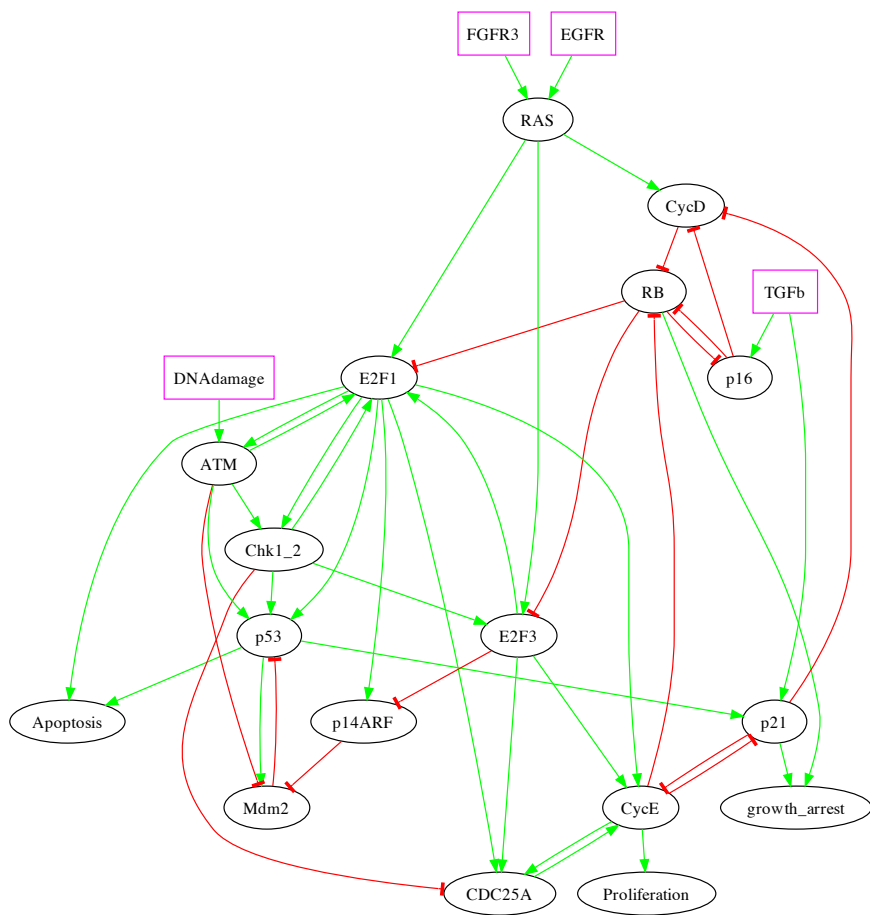 FGFR3
EGFR
RAS
CycD
RB
TGFb
DNAdamage
E2F1
p16
ATM
Chk1_2
p53
E2F3
Apoptosis
p14ARF
p21
Mdm2
CycE
growth_arrest
CDC25A
Proliferation